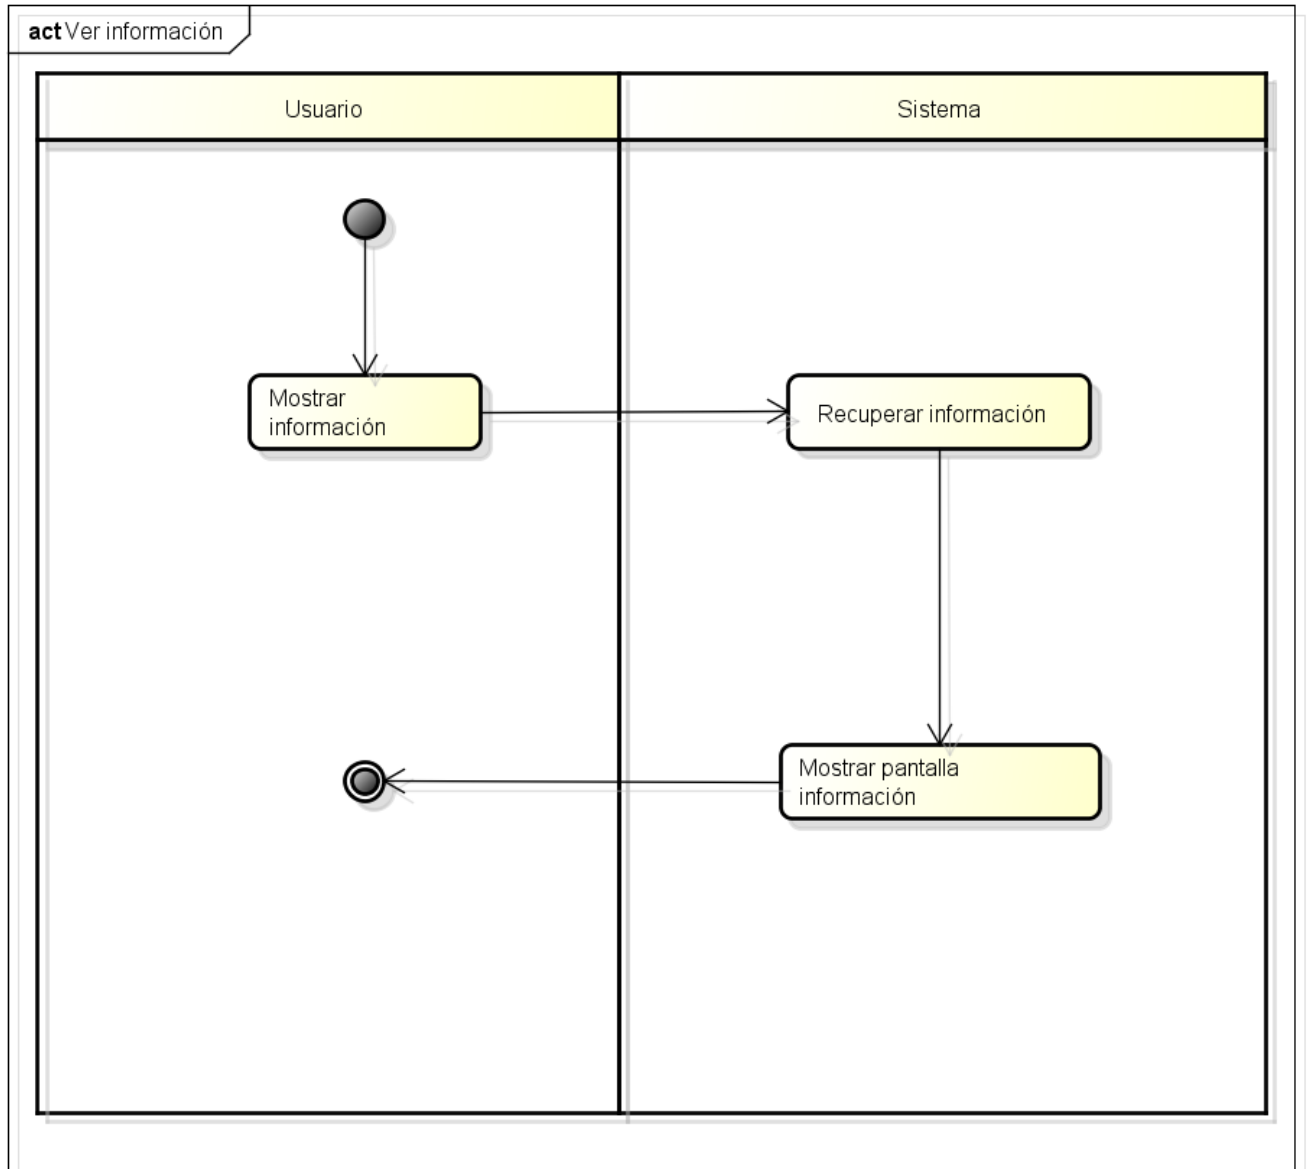 act Ver información
Usuario
Sistema
Mostrar
información
Recuperar información
Mostrar pantalla
información